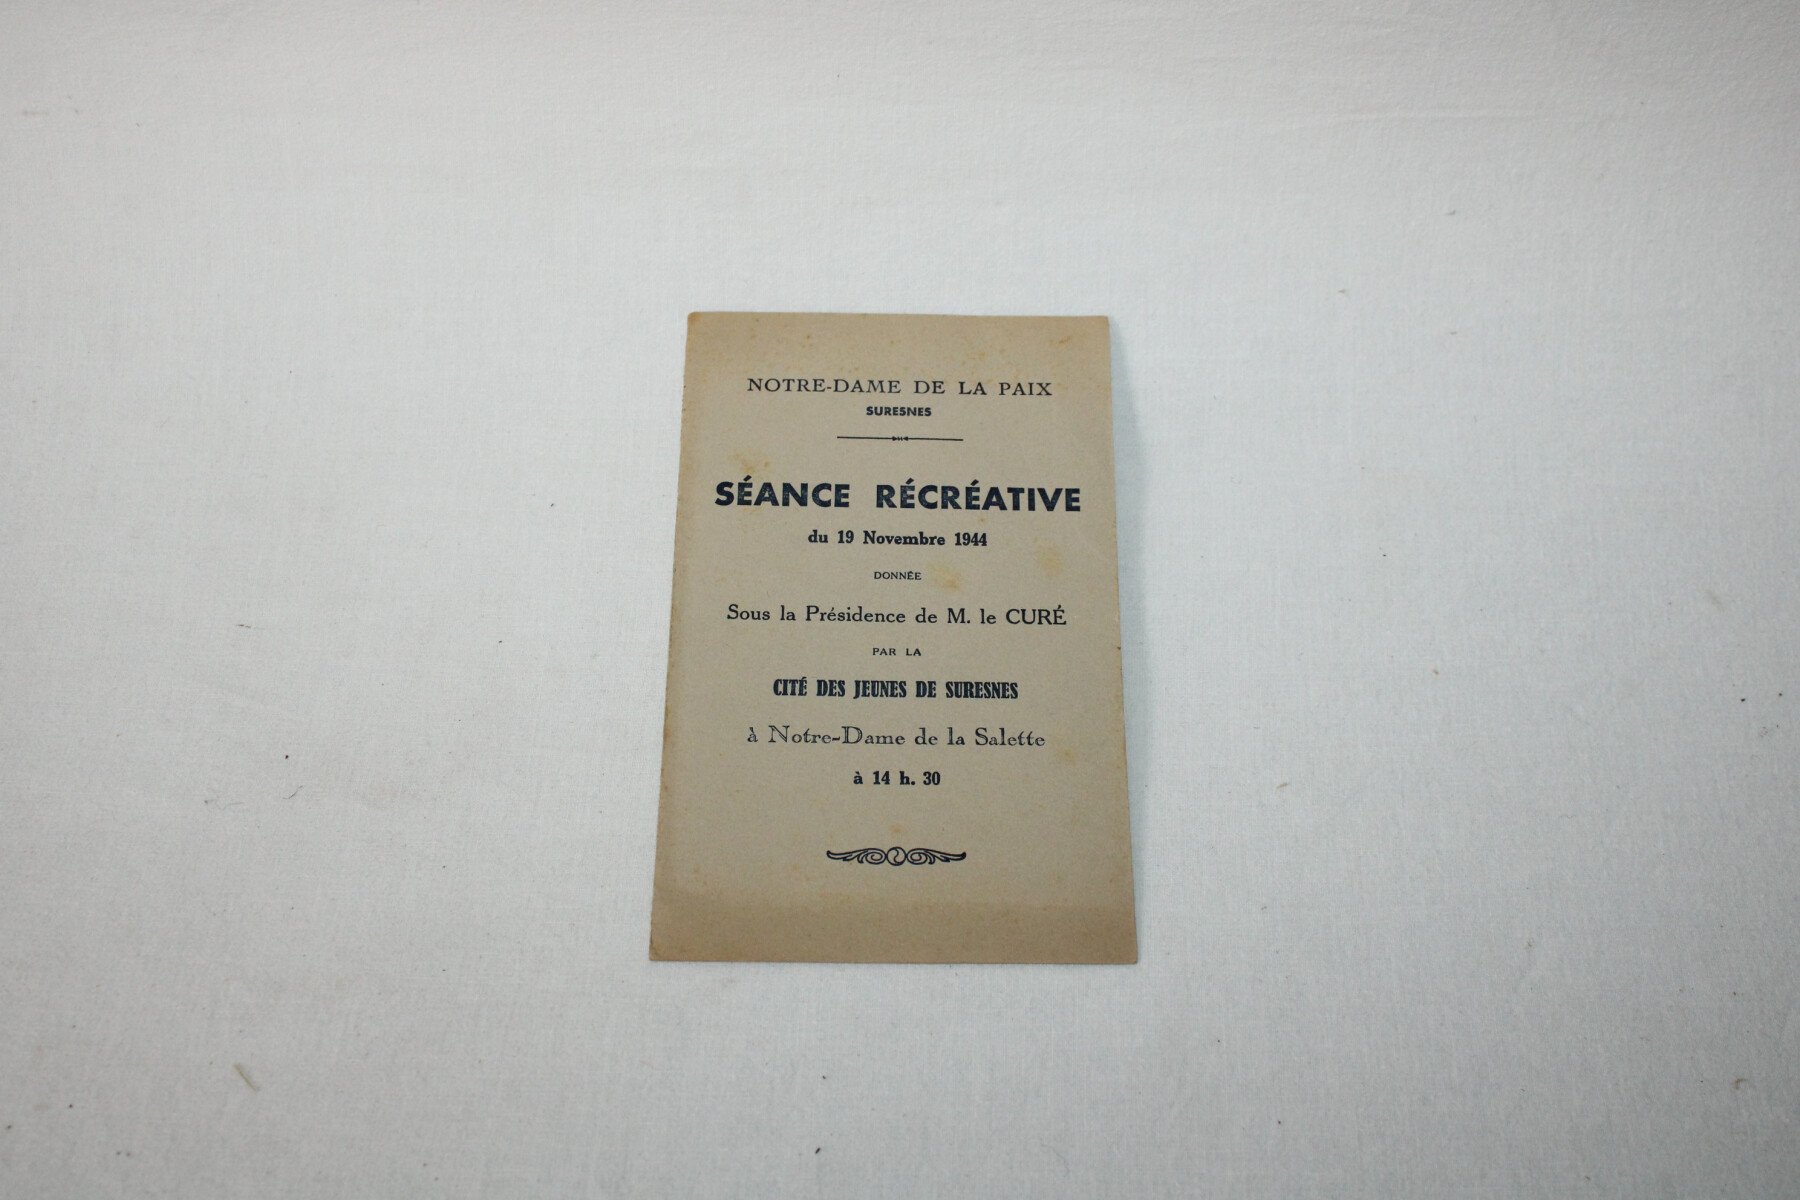 NOTRE-DAME DE LA PAIX
SURESNES
SÉANCE RÉCRÉATIVE
du 19 Novembre 1944
DONNÉE
Sous la Présidence de M. le CURÉ
PAR LA
CITÉ DES JEUNES DE SURESNES
à Notre-Dame de la Salette
à 14 h. 30